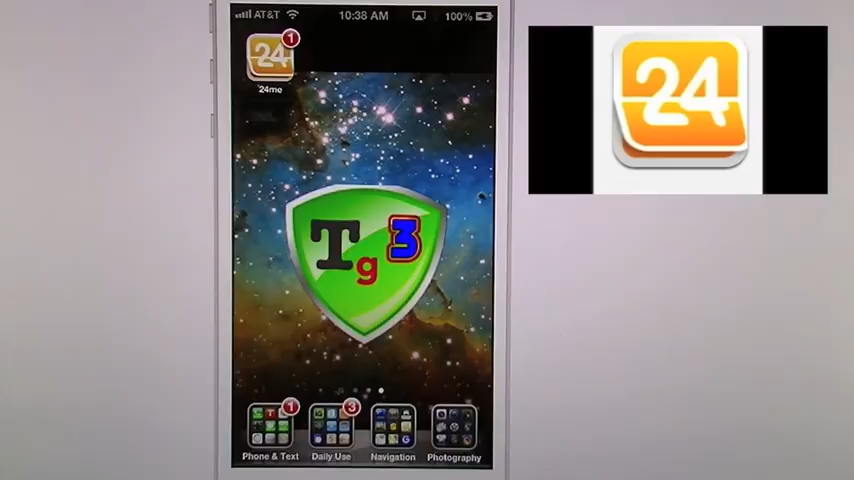 AT&T 10:38 AM 100%
24 1
24me
24
Tg3
1 3
Phone & Text Daily Use Navigation Photography